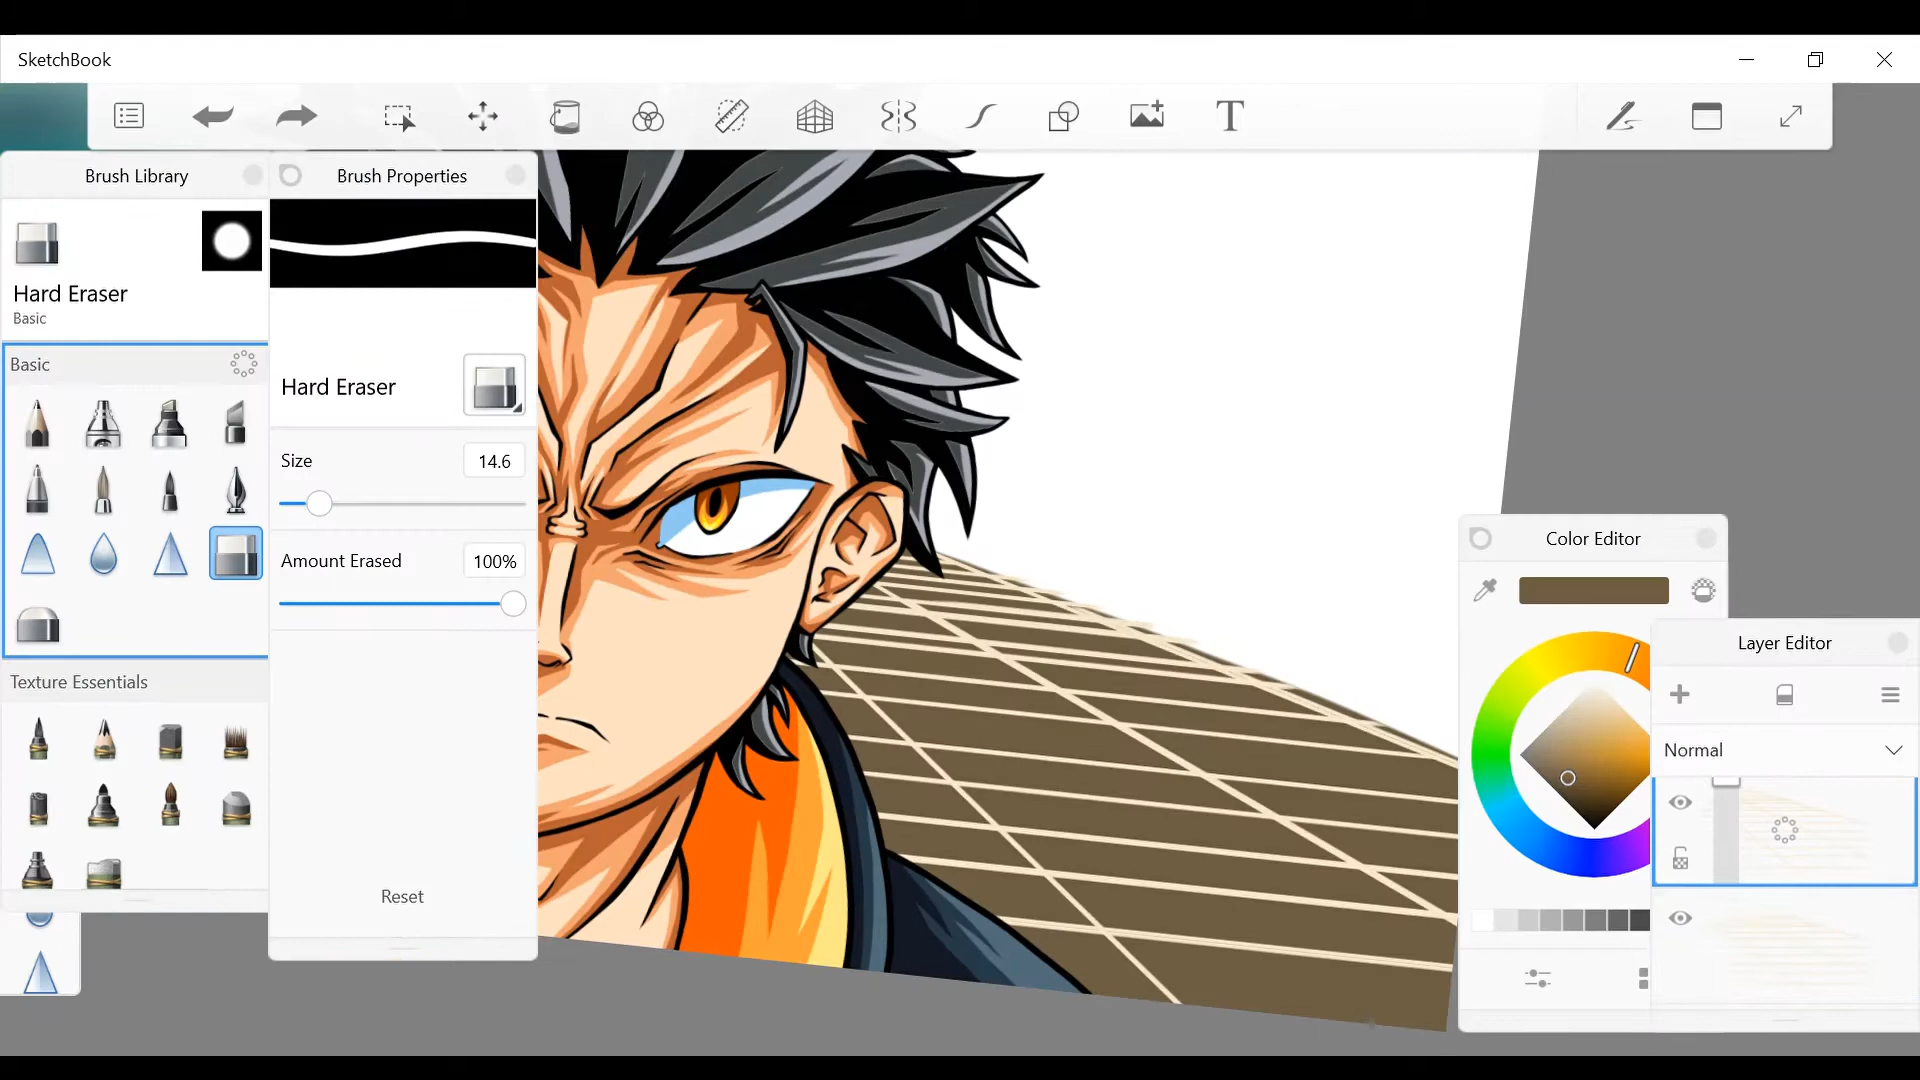 SketchBook
T
Brush Library
Brush Properties
Hard Eraser
Basic
Basic
Hard Eraser
Size
14.6
Amount Erased
100%
Texture Essentials
Reset
Color Editor
Layer Editor
Normal